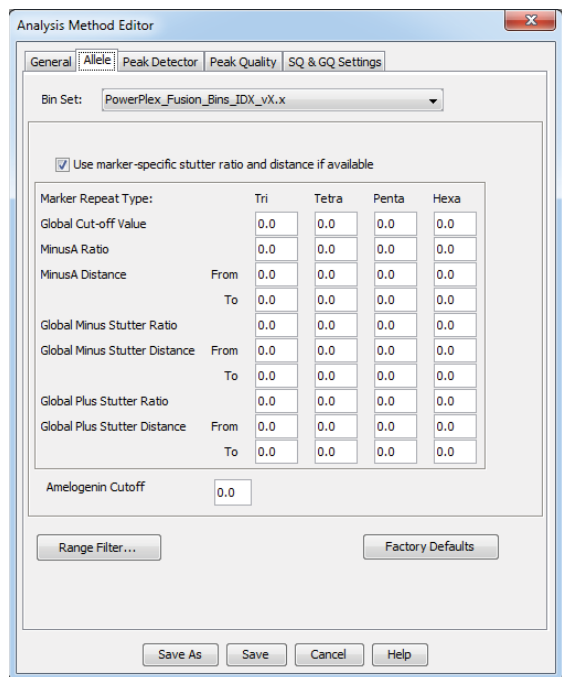 Analysis Method Editor
General Allele Peak Detector Peak Quality SQ & GQ Settings
Bin Set: PowerPlex_Fusion_Bins_IDX_vX.x
Use marker-specific stutter ratio and distance if available
Marker Repeat Type: Tri Tetra Penta Hexa
Global Cut-off Value 0.0 0.0 0.0 0.0
MinusA Ratio 0.0 0.0 0.0 0.0
MinusA Distance From 0.0 0.0 0.0 0.0
To 0.0 0.0 0.0 0.0
Global Minus Stutter Ratio 0.0 0.0 0.0 0.0
Global Minus Stutter Distance From 0.0 0.0 0.0 0.0
To 0.0 0.0 0.0 0.0
Global Plus Stutter Ratio 0.0 0.0 0.0 0.0
Global Plus Stutter Distance From 0.0 0.0 0.0 0.0
To 0.0 0.0 0.0 0.0
Amelogenin Cutoff 0.0
Range Filter... Factory Defaults
Save As Save Cancel Help